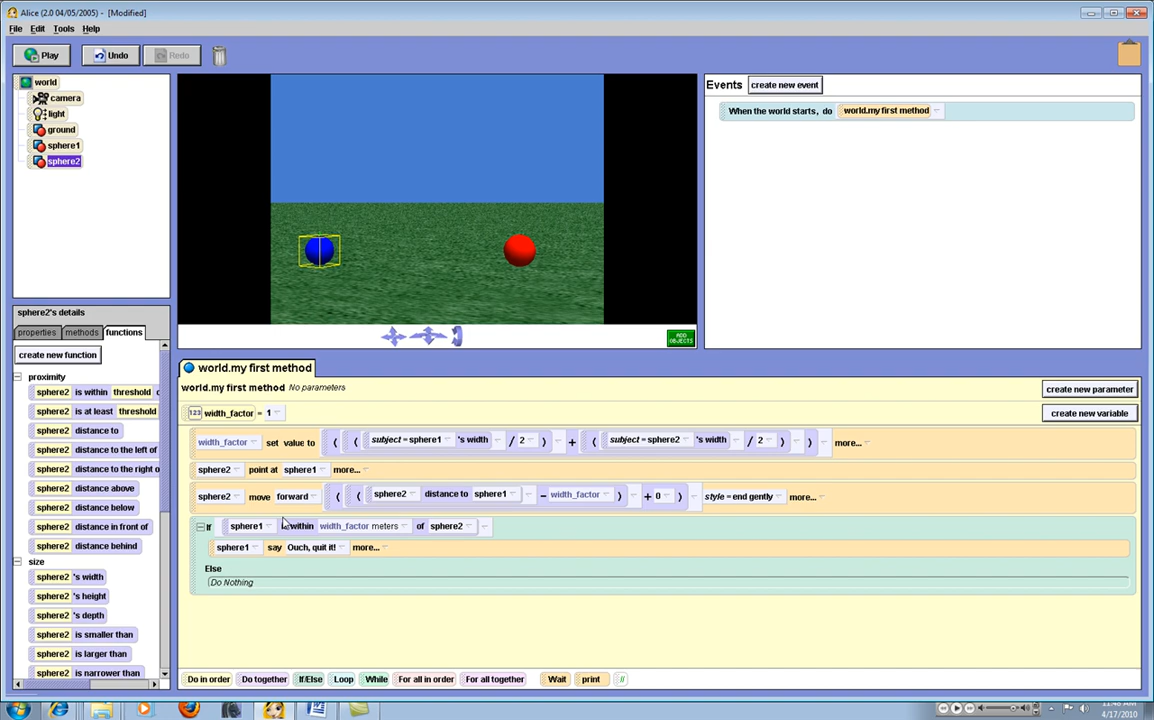 Alice (2.0 04/05/2005) - [Modified]
File Edit Tools Help
Play Undo Redo
world
camera
light
ground
sphere1
sphere2
Events create new event
When the world starts, do world.my first method
ADD OBJECTS
sphere2's details
properties methods functions
create new function
proximity
sphere2 is within threshold
sphere2 is at least threshold
sphere2 distance to
sphere2 distance to the left of
sphere2 distance to the right o
sphere2 distance above
sphere2 distance below
sphere2 distance in front of
sphere2 distance behind
size
sphere2 's width
sphere2 's height
sphere2 's depth
sphere2 is smaller than
sphere2 is larger than
sphere2 is narrower than
world.my first method
world.my first method No parameters create new parameter
123 width_factor = 1 create new variable
width_factor set value to ( ( subject = sphere1 's width / 2 ) + ( subject = sphere2 's width / 2 ) ) more...
sphere2 point at sphere1 more...
sphere2 move forward ( ( sphere2 distance to sphere1 - width_factor ) + 0 ) style = end gently more...
If sphere1 within width_factor meters of sphere2
sphere1 say Ouch, quit it! more...
Else
Do Nothing
Do in order Do together If/Else Loop While For all in order For all together Wait print //
11:48 AM
4/17/2010